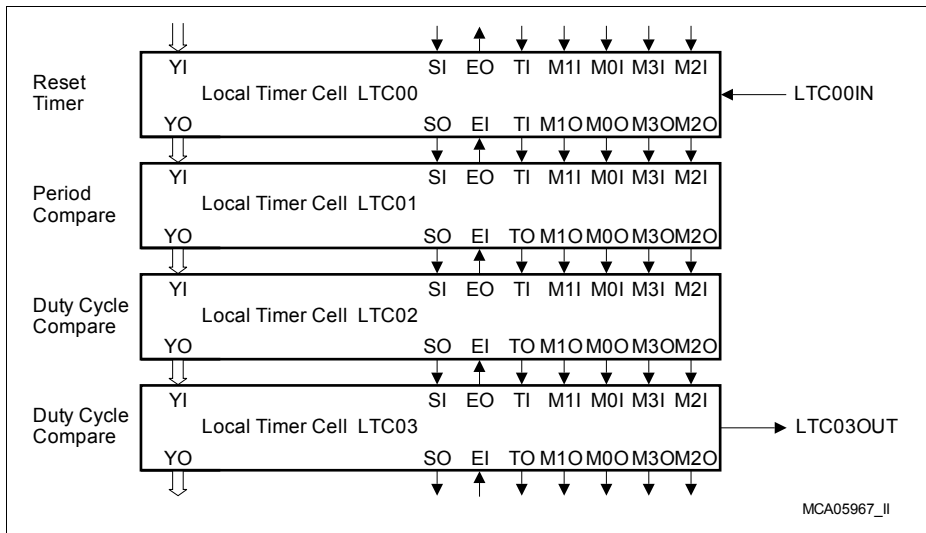 YI SI EO TI M1I M0I M3I M2I
Reset
Timer
Local Timer Cell LTC00
LTC00IN
YO SO EI TI M1O M0O M3O M2O
YI SI EO TI M1I M0I M3I M2I
Period
Compare
Local Timer Cell LTC01
YO SO EI TO M1O M0O M3O M2O
YI SI EO TI M1I M0I M3I M2I
Duty Cycle
Compare
Local Timer Cell LTC02
YO SO EI TO M1O M0O M3O M2O
YI SI EO TI M1I M0I M3I M2I
Duty Cycle
Compare
Local Timer Cell LTC03
LTC03OUT
YO SO EI TO M1O M0O M3O M2O
MCA05967_II